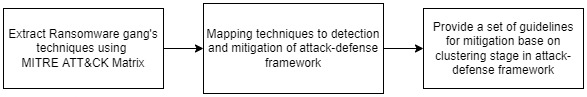 Extract Ransomware gang's
techniques using
MITRE ATT&CK Matrix
Mapping techniques to detection
and mitigation of attack-defense
framework
Provide a set of guidelines
for mitigation base on
clustering stage in attack-
defense framework